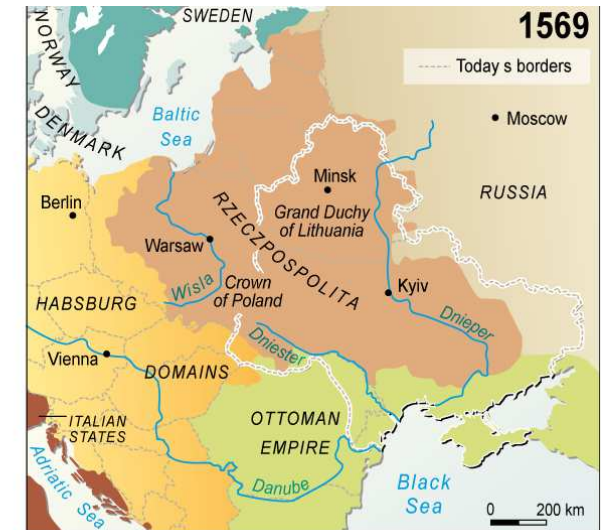 SWEDEN
1569
NORWAY
Today s borders
DENMARK
Baltic
Sea
Moscow
Minsk
RUSSIA
Berlin
Grand Duchy
of Lithuania
RZECZPOSPOLITA
Warsaw
Wisla
Crown
of Poland
Kyiv
HABSBURG
Dnieper
Dniester
Vienna
DOMAINS
ITALIAN
STATES
OTTOMAN
EMPIRE
Adriatic Sea
Danube
Black
Sea
0 200 km